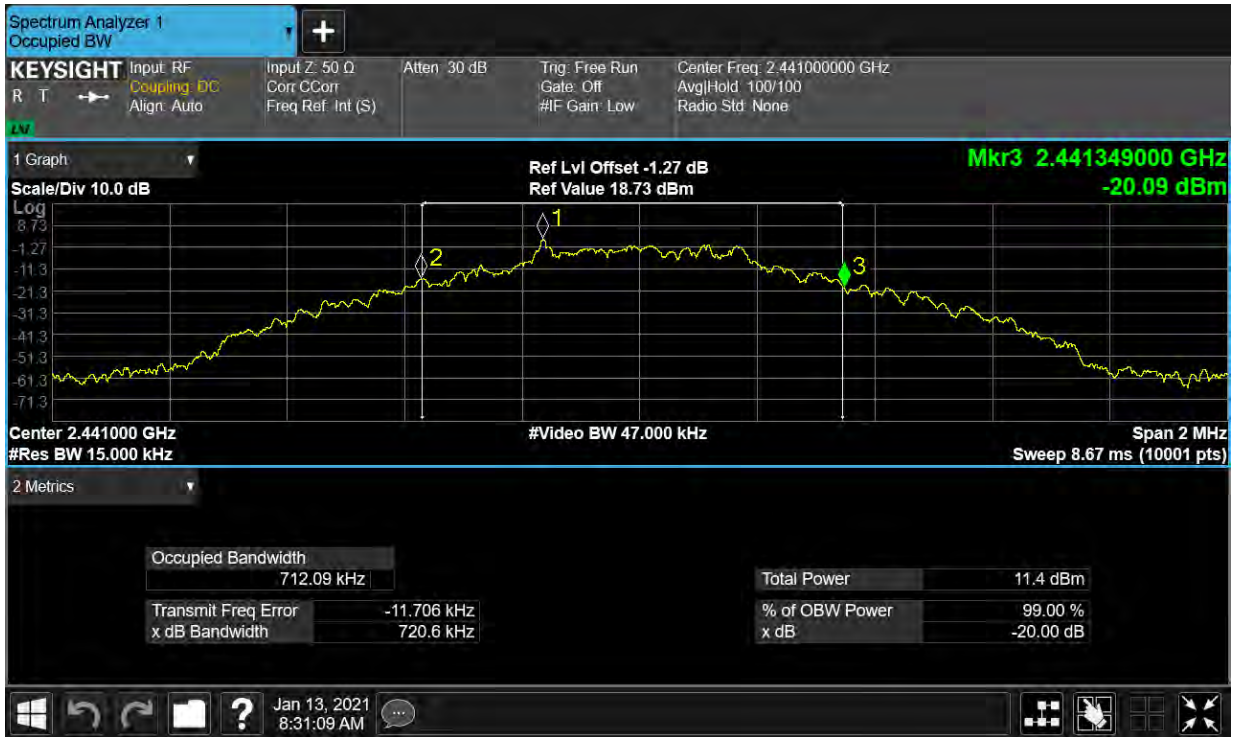 Spectrum Analyzer 1
Occupied BW
KEYSIGHT
R T
LXI
Input: RF
Coupling: DC
Align: Auto
Input Z: 50 Ω
Corr CCorr
Freq Ref: Int (S)
Atten: 30 dB
Trig: Free Run
Gate: Off
#IF Gain: Low
Center Freq: 2.441000000 GHz
Avg|Hold: 100/100
Radio Std: None
1 Graph
Scale/Div 10.0 dB
Ref Lvl Offset -1.27 dB
Ref Value 18.73 dBm
Mkr3 2.441349000 GHz
-20.09 dBm
Log
8.73
-1.27
-11.3
-21.3
-31.3
-41.3
-51.3
-61.3
-71.3
1
2
3
Center 2.441000 GHz
#Res BW 15.000 kHz
#Video BW 47.000 kHz
Span 2 MHz
Sweep 8.67 ms (10001 pts)
2 Metrics
Occupied Bandwidth
712.09 kHz
Transmit Freq Error -11.706 kHz
x dB Bandwidth 720.6 kHz
Total Power 11.4 dBm
% of OBW Power 99.00 %
x dB -20.00 dB
?
Jan 13, 2021
8:31:09 AM